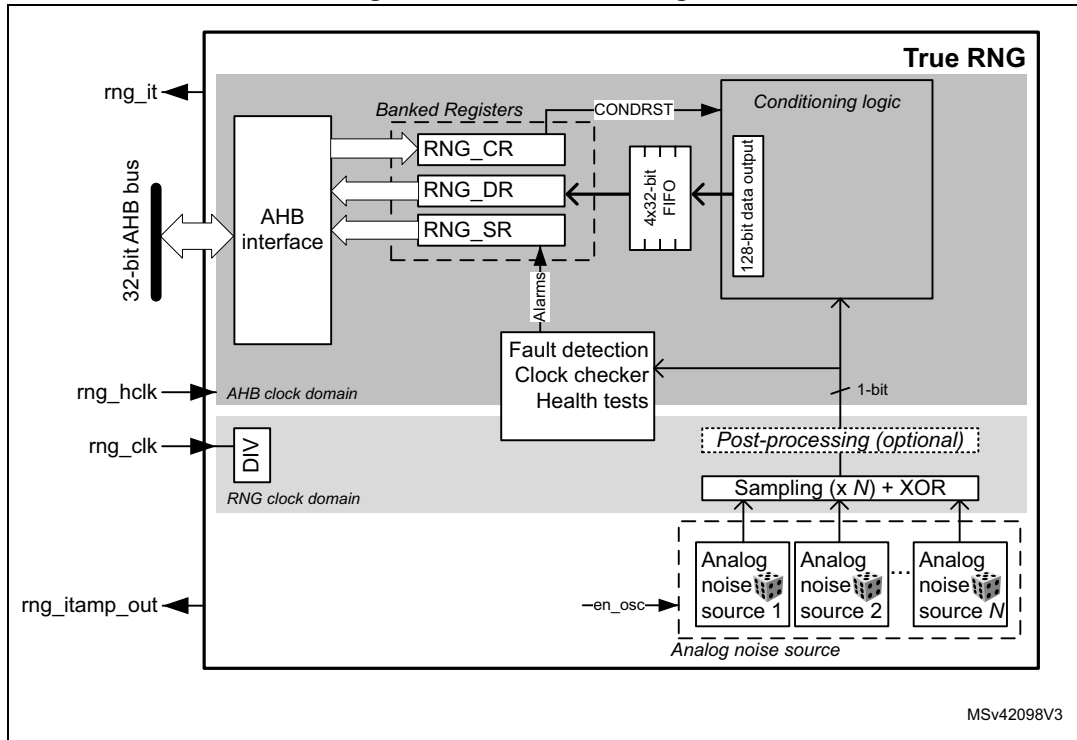 True RNG
rng_it
Banked Registers
CONDRST
Conditioning logic
RNG_CR
RNG_DR
RNG_SR
AHB
interface
32-bit AHB bus
4x32-bit
FIFO
128-bit data output
Alarms
Fault detection
Clock checker
Health tests
rng_hclk
AHB clock domain
1-bit
rng_clk
DIV
RNG clock domain
Post-processing (optional)
Sampling (x N) + XOR
Analog
noise
source 1
Analog
noise
source 2
...
Analog
noise
source N
rng_itamp_out
en_osc
Analog noise source
MSv42098V3